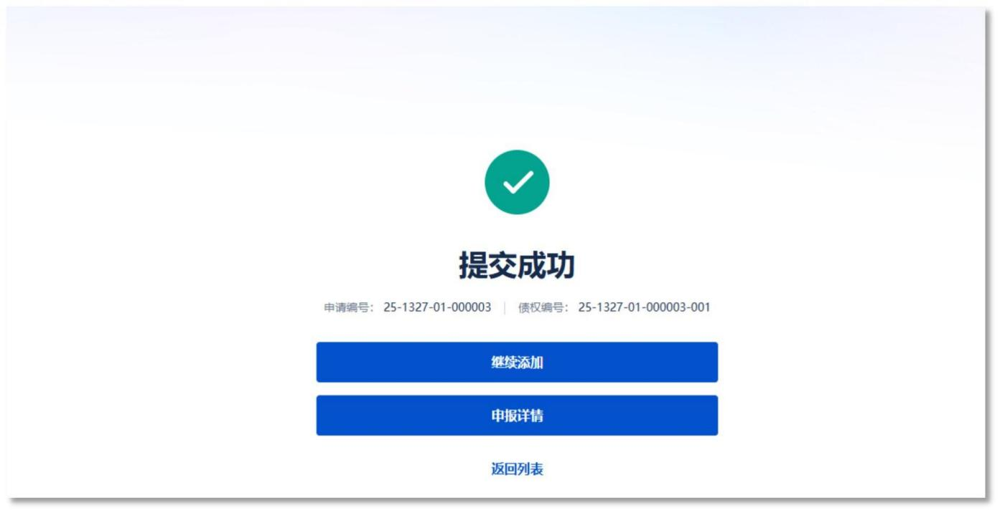 提交成功
申请编号： 25-1327-01-000003 | 债权编号： 25-1327-01-000003-001
继续添加
申报详情
返回列表